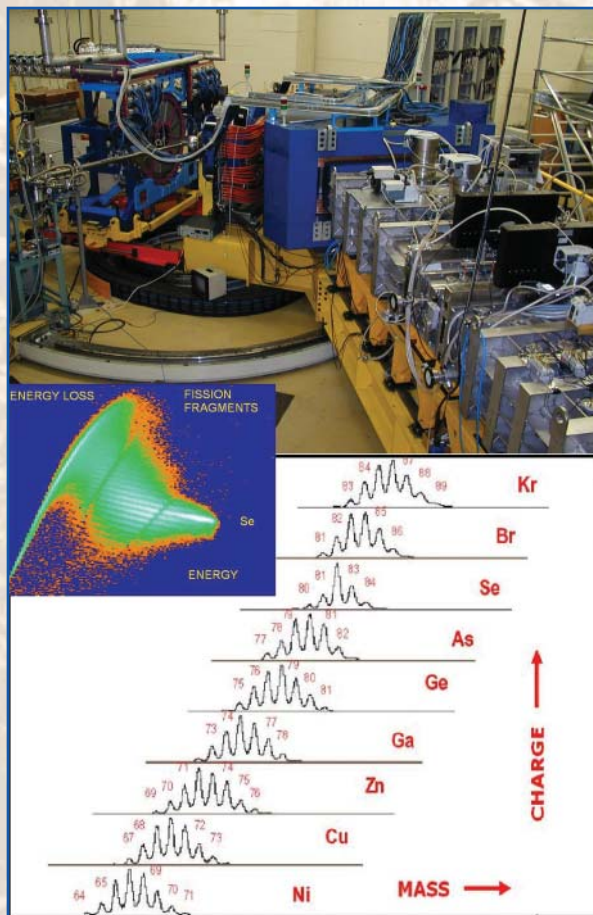 ENERGY LOSS
FISSION
FRAGMENTS
Se
ENERGY
83 84 87 88 89
Kr
81 82 85 86
Br
80 81 83 84
Se
77 78 79 81 82
As
75 76 79 80 81
Ge
73 74 77 78
Ga
69 70 71 74 75 76
Zn
67 68 72 73
Cu
64 65 69 70 71
Ni
CHARGE
MASS